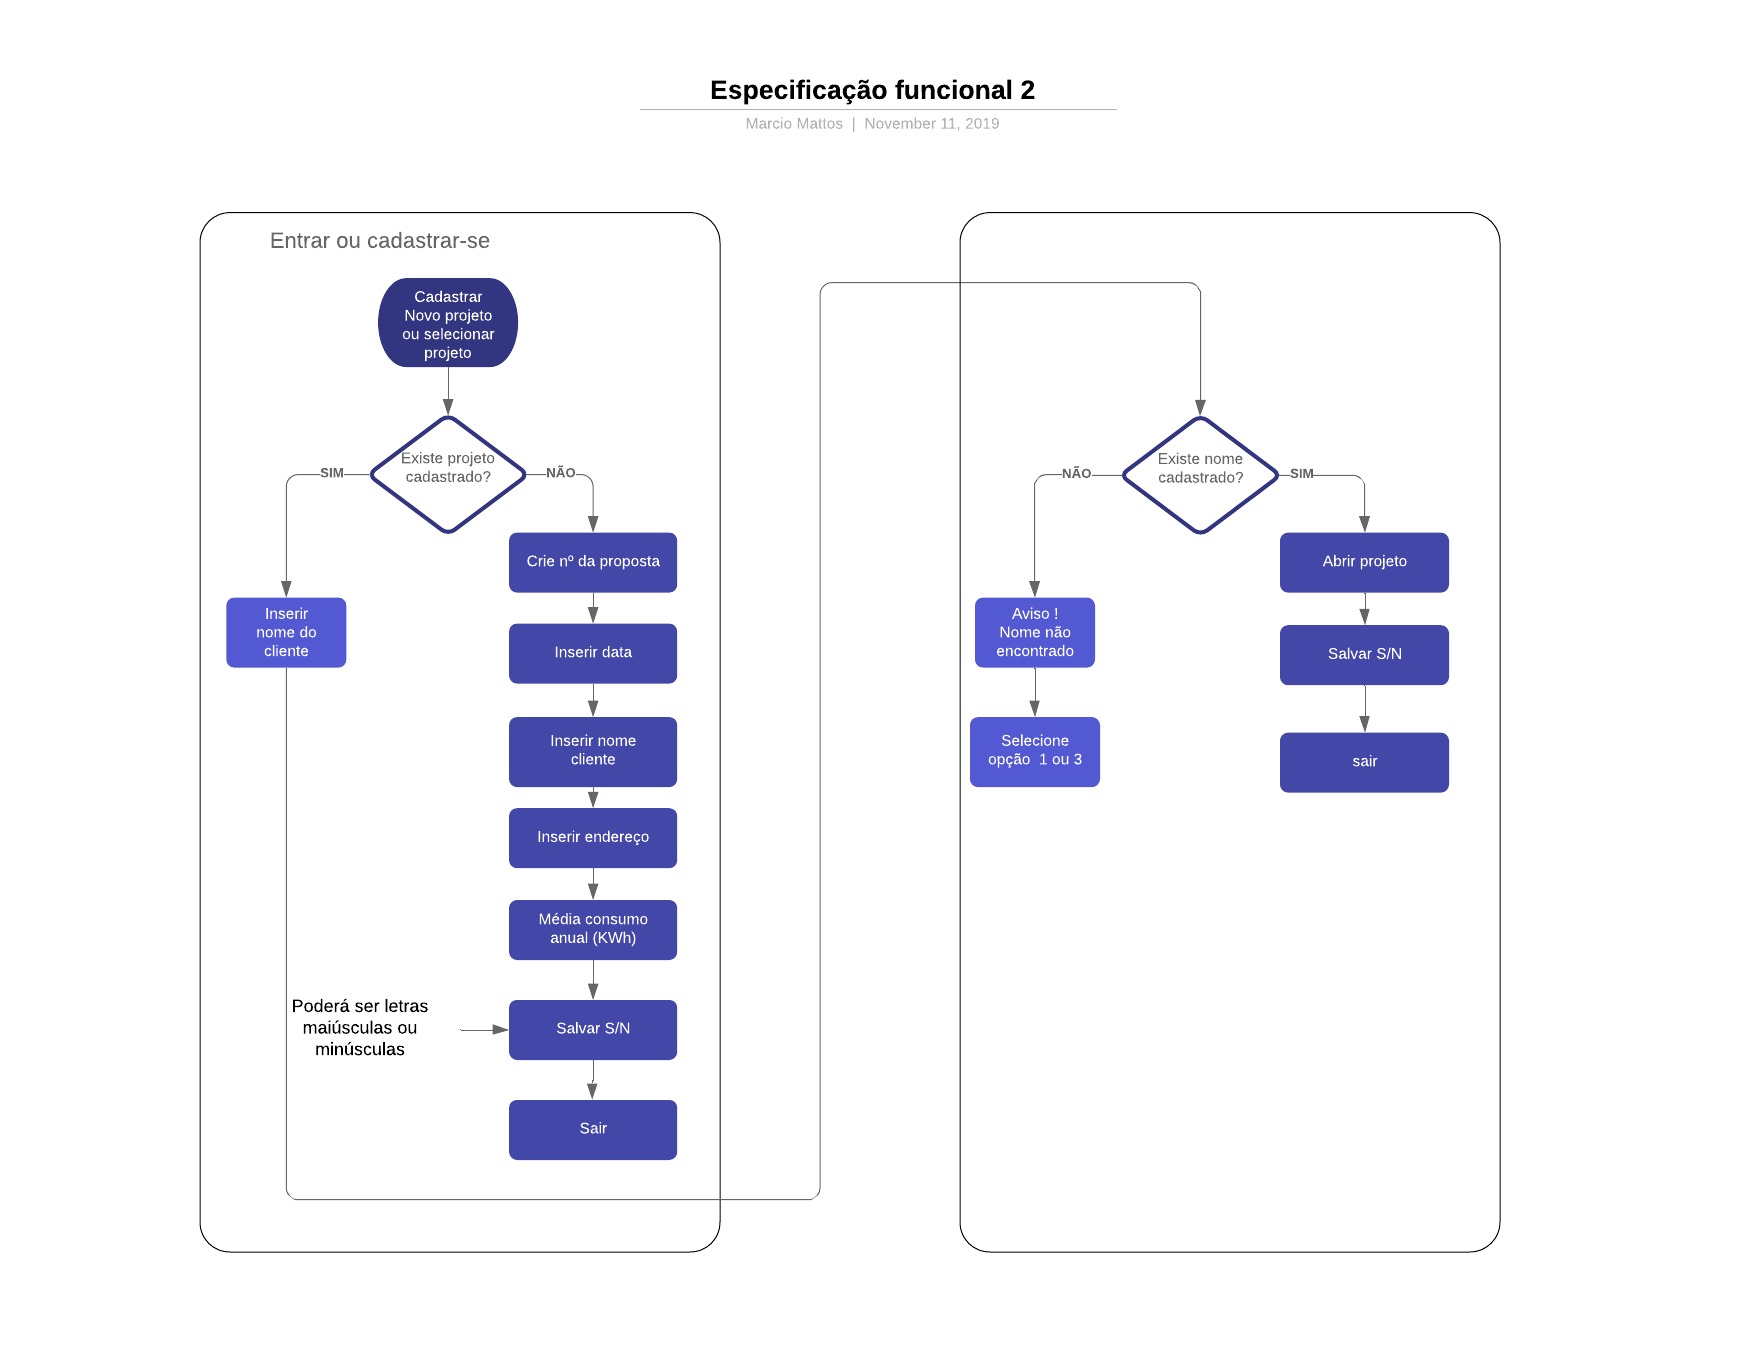 Especificação funcional 2
Marcio Mattos | November 11, 2019
Entrar ou cadastrar-se
Cadastrar
Novo projeto
ou selecionar
projeto
Existe projeto
cadastrado?
SIM
NÃO
Inserir
nome do
cliente
Crie nº da proposta
Inserir data
Inserir nome
cliente
Inserir endereço
Média consumo
anual (KWh)
Poderá ser letras
maiúsculas ou
minúsculas
Salvar S/N
Sair
Existe nome
cadastrado?
NÃO
SIM
Aviso !
Nome não
encontrado
Selecione
opção 1 ou 3
Abrir projeto
Salvar S/N
sair